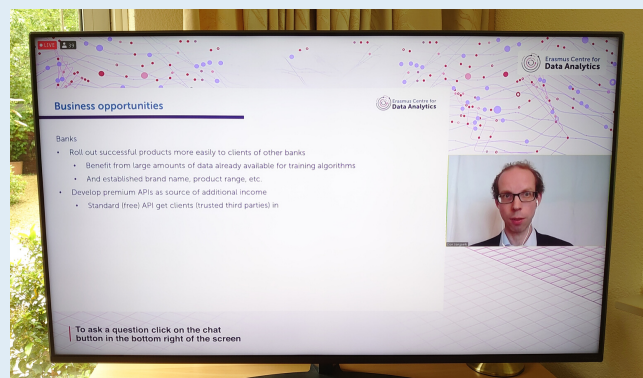 LIVE
Erasmus Centre for
Data Analytics
Business opportunities
Erasmus Centre for
Data Analytics
Banks
• Roll out successful products more easily to clients of other banks
• Benefit from large amounts of data already available for training algorithms
• And established brand name, product range, etc.
• Develop premium APIs as source of additional income
• Standard (free) API get clients (trusted third parties) in
To ask a question click on the chat
button in the bottom right of the screen